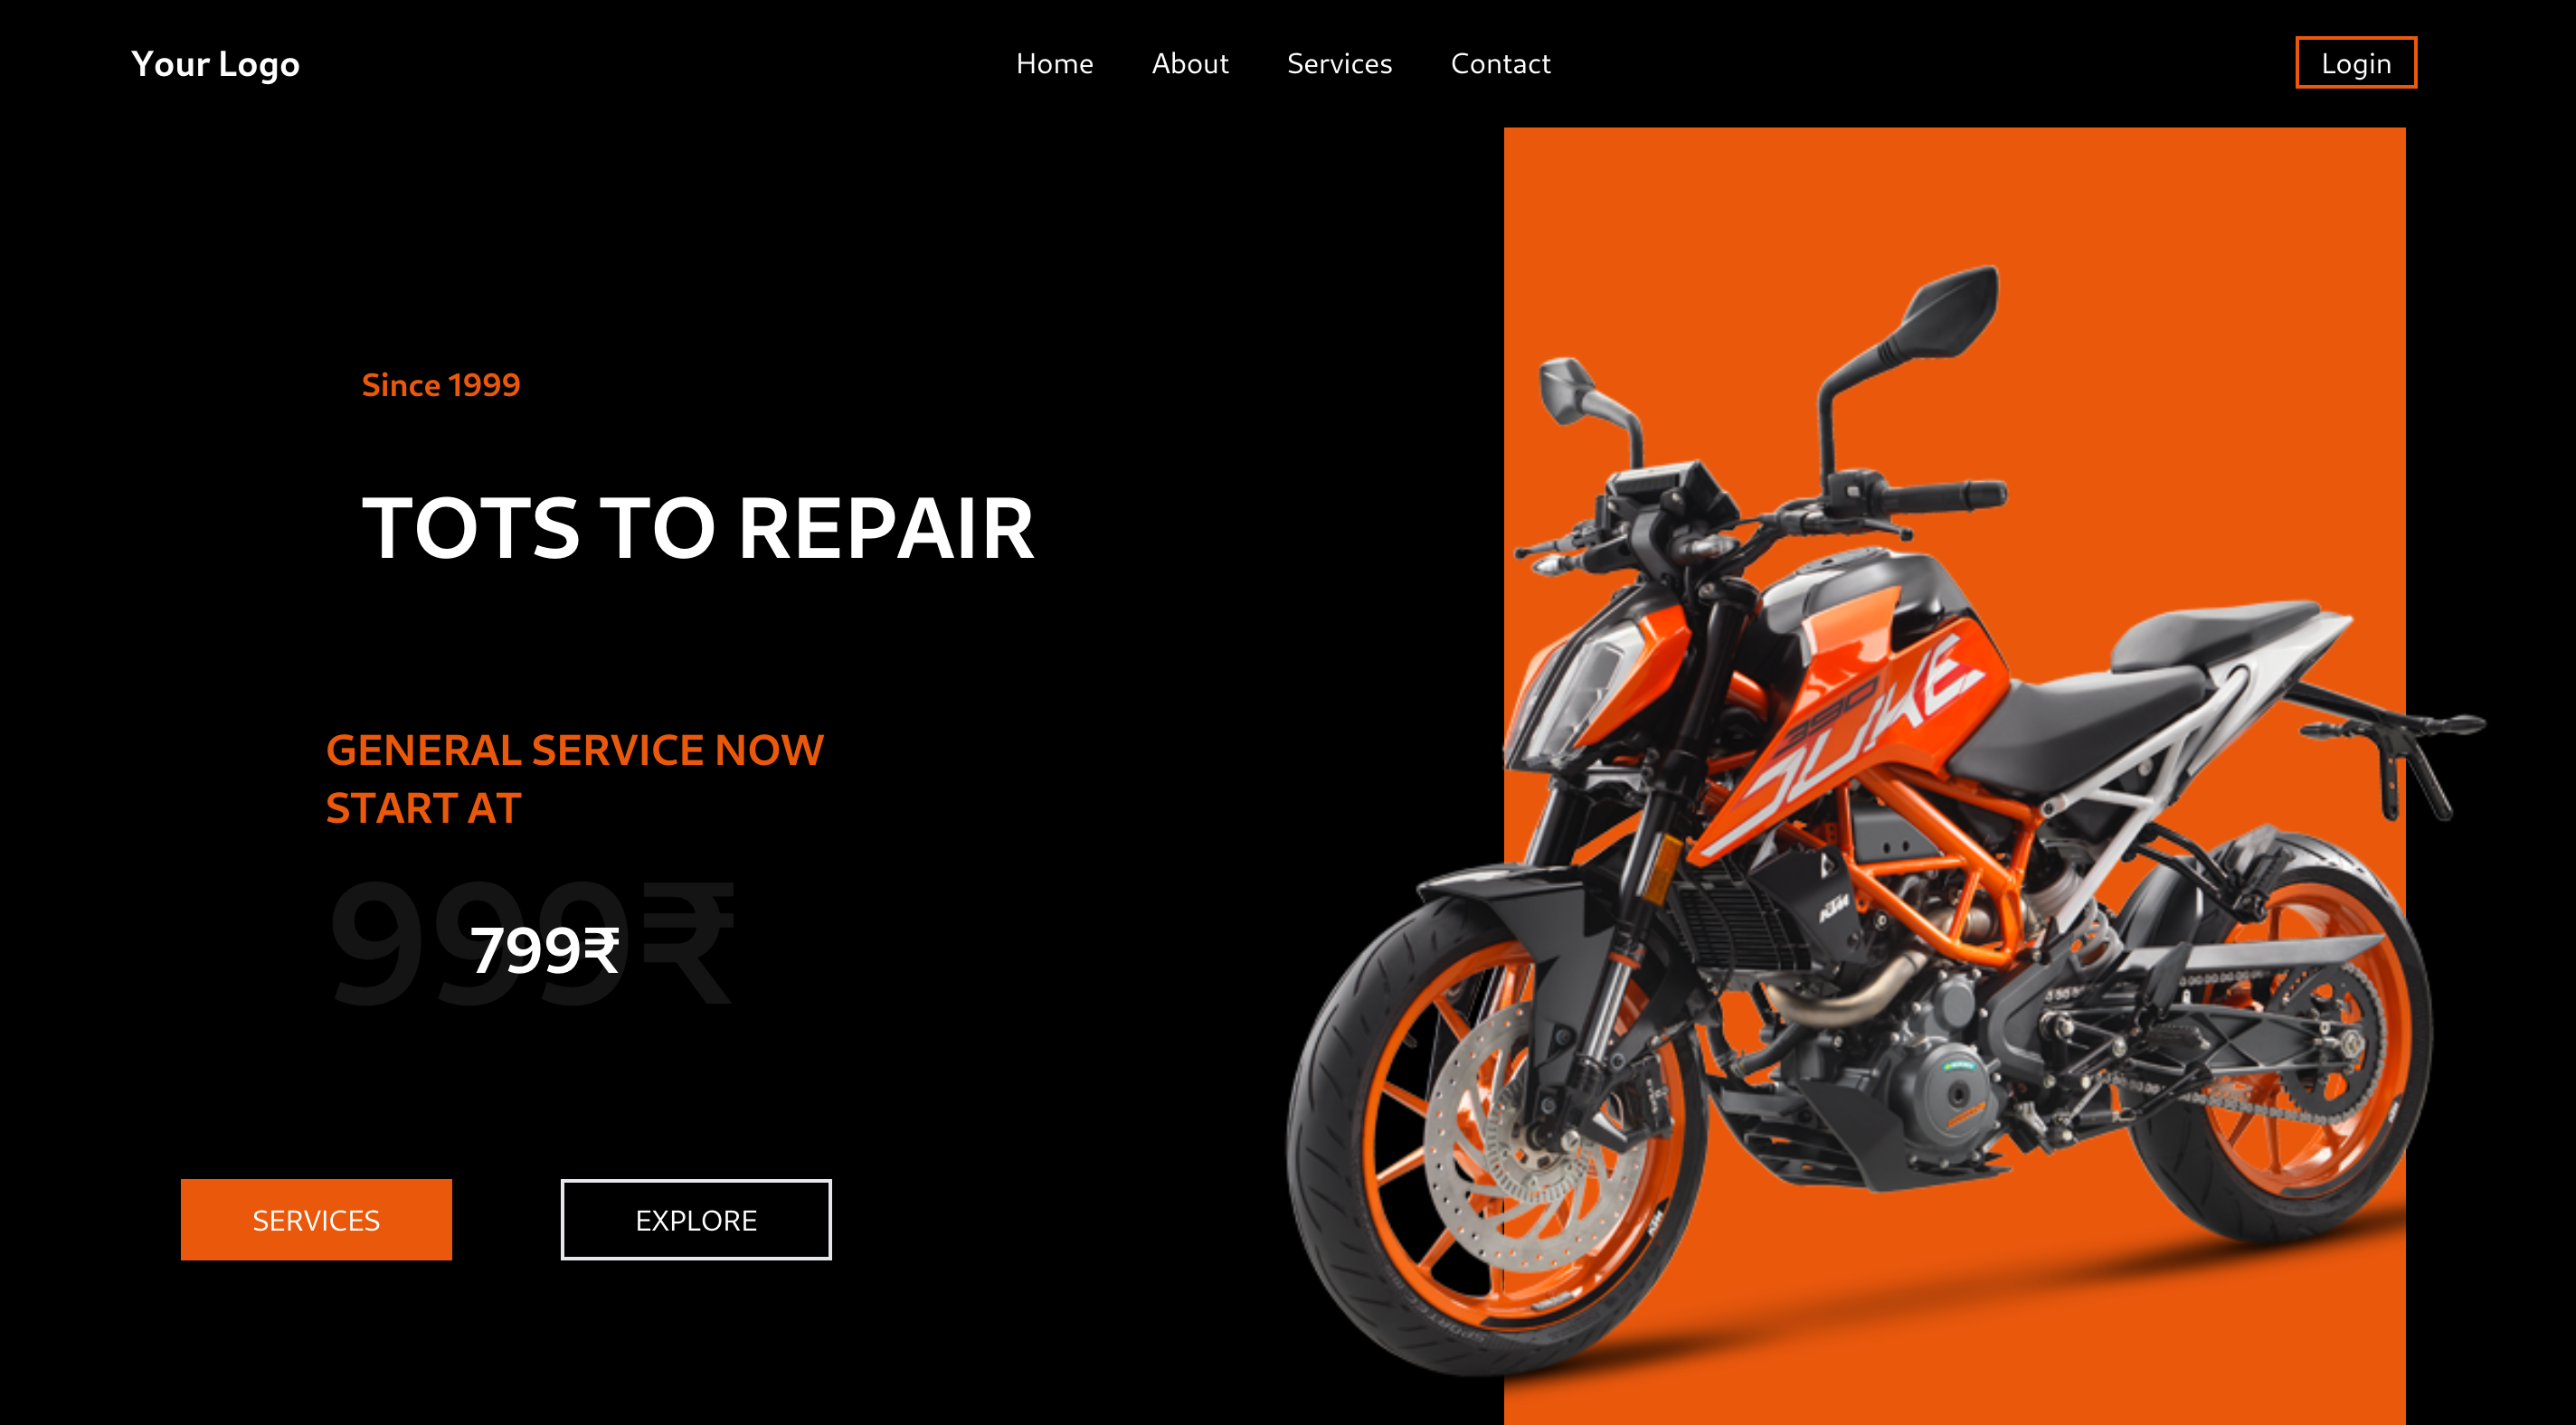 Your Logo
Home
About
Services
Contact
Login
Since 1999
TOTS TO REPAIR
GENERAL SERVICE NOW
START AT
999₹
799₹
SERVICES
EXPLORE
390
DUKE
KTM
KTM